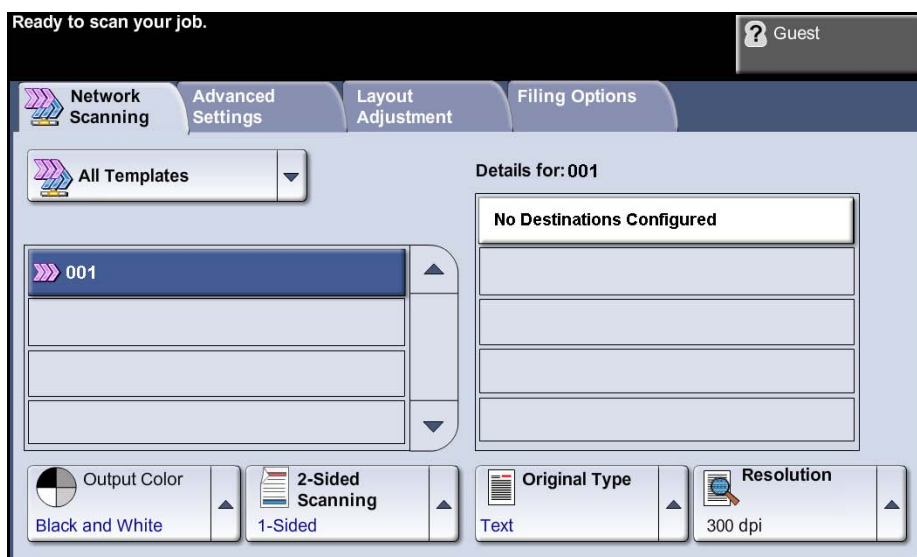 Ready to scan your job.
Guest
Network
Scanning
Advanced
Settings
Layout
Adjustment
Filing Options
All Templates
Details for: 001
No Destinations Configured
001
Output Color
Black and White
2-Sided
Scanning
1-Sided
Original Type
Text
Resolution
300 dpi